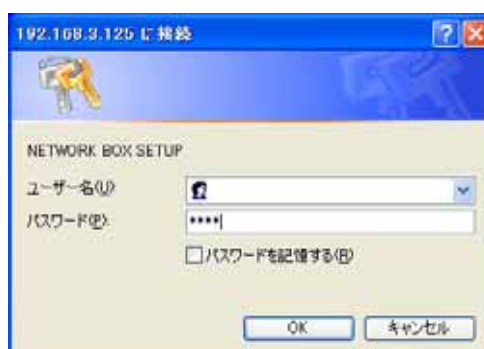 192.168.3.125 に接続
NETWORK BOX SETUP
ユーザー名(U)
パスワード(P):
****
パスワードを記憶する(R)
OK キャンセル